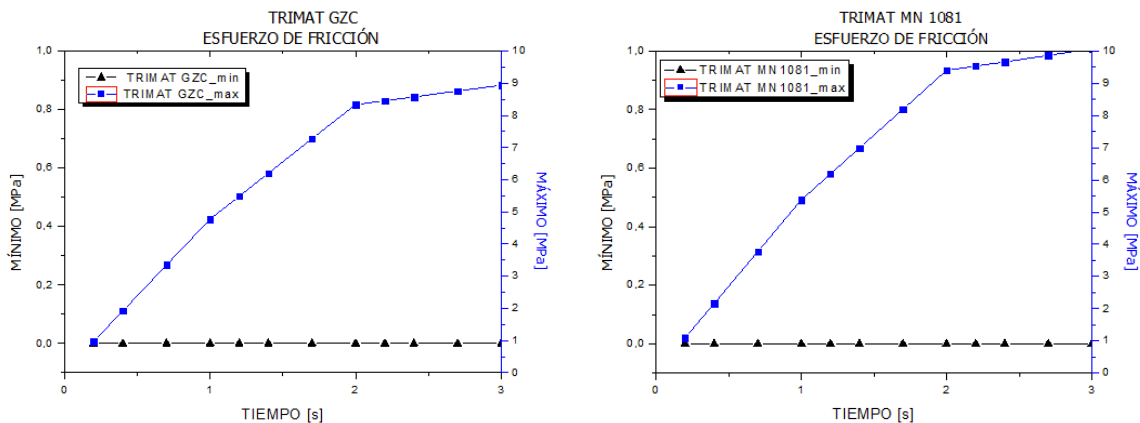 TRIMAT GZC
ESFUERZO DE FRICCIÓN
TRIMAT GZC_min
TRIMAT GZC_max
MÍNIMO [MPa]
1,0
0,8
0,6
0,4
0,2
0,0
MÁXIMO [MPa]
10
9
8
7
6
5
4
3
2
1
0
0 1 2 3
TIEMPO [s]
TRIMAT MN 1081
ESFUERZO DE FRICCIÓN
TRIMAT MN 1081_min
TRIMAT MN 1081_max
MÍNIMO [MPa]
1,0
0,8
0,6
0,4
0,2
0,0
MÁXIMO [MPa]
10
9
8
7
6
5
4
3
2
1
0
0 1 2 3
TIEMPO [s]